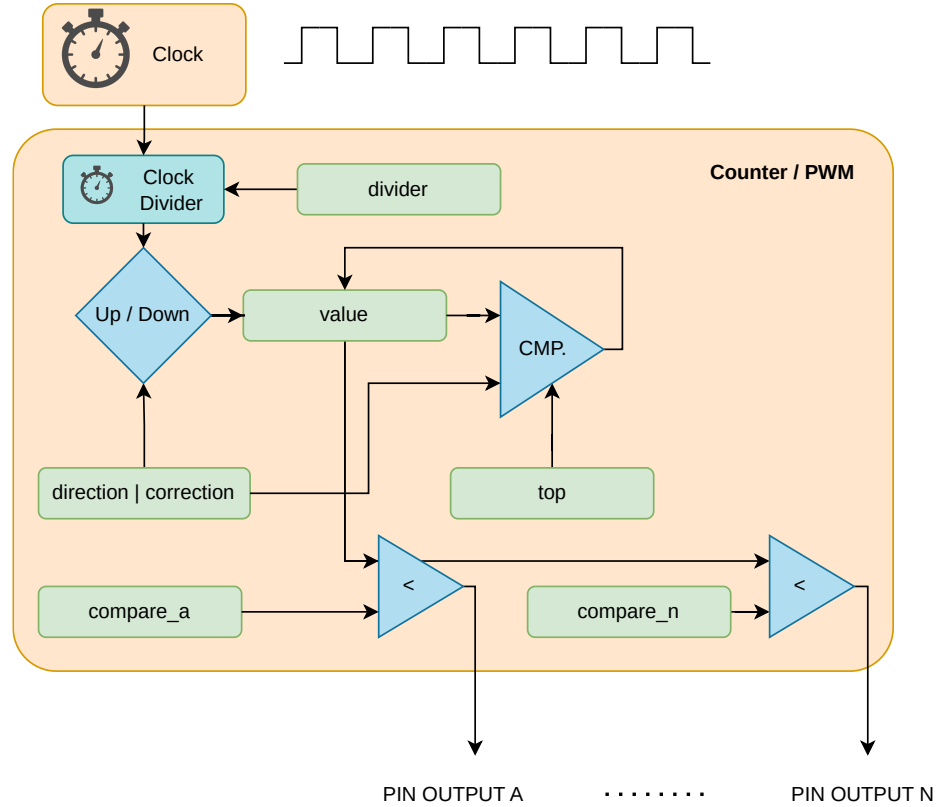 Clock
Counter / PWM
Clock
Divider
divider
Up / Down
value
CMP.
direction | correction
top
<
<
compare_a
compare_n
PIN OUTPUT A
. . . . . . . .
PIN OUTPUT N